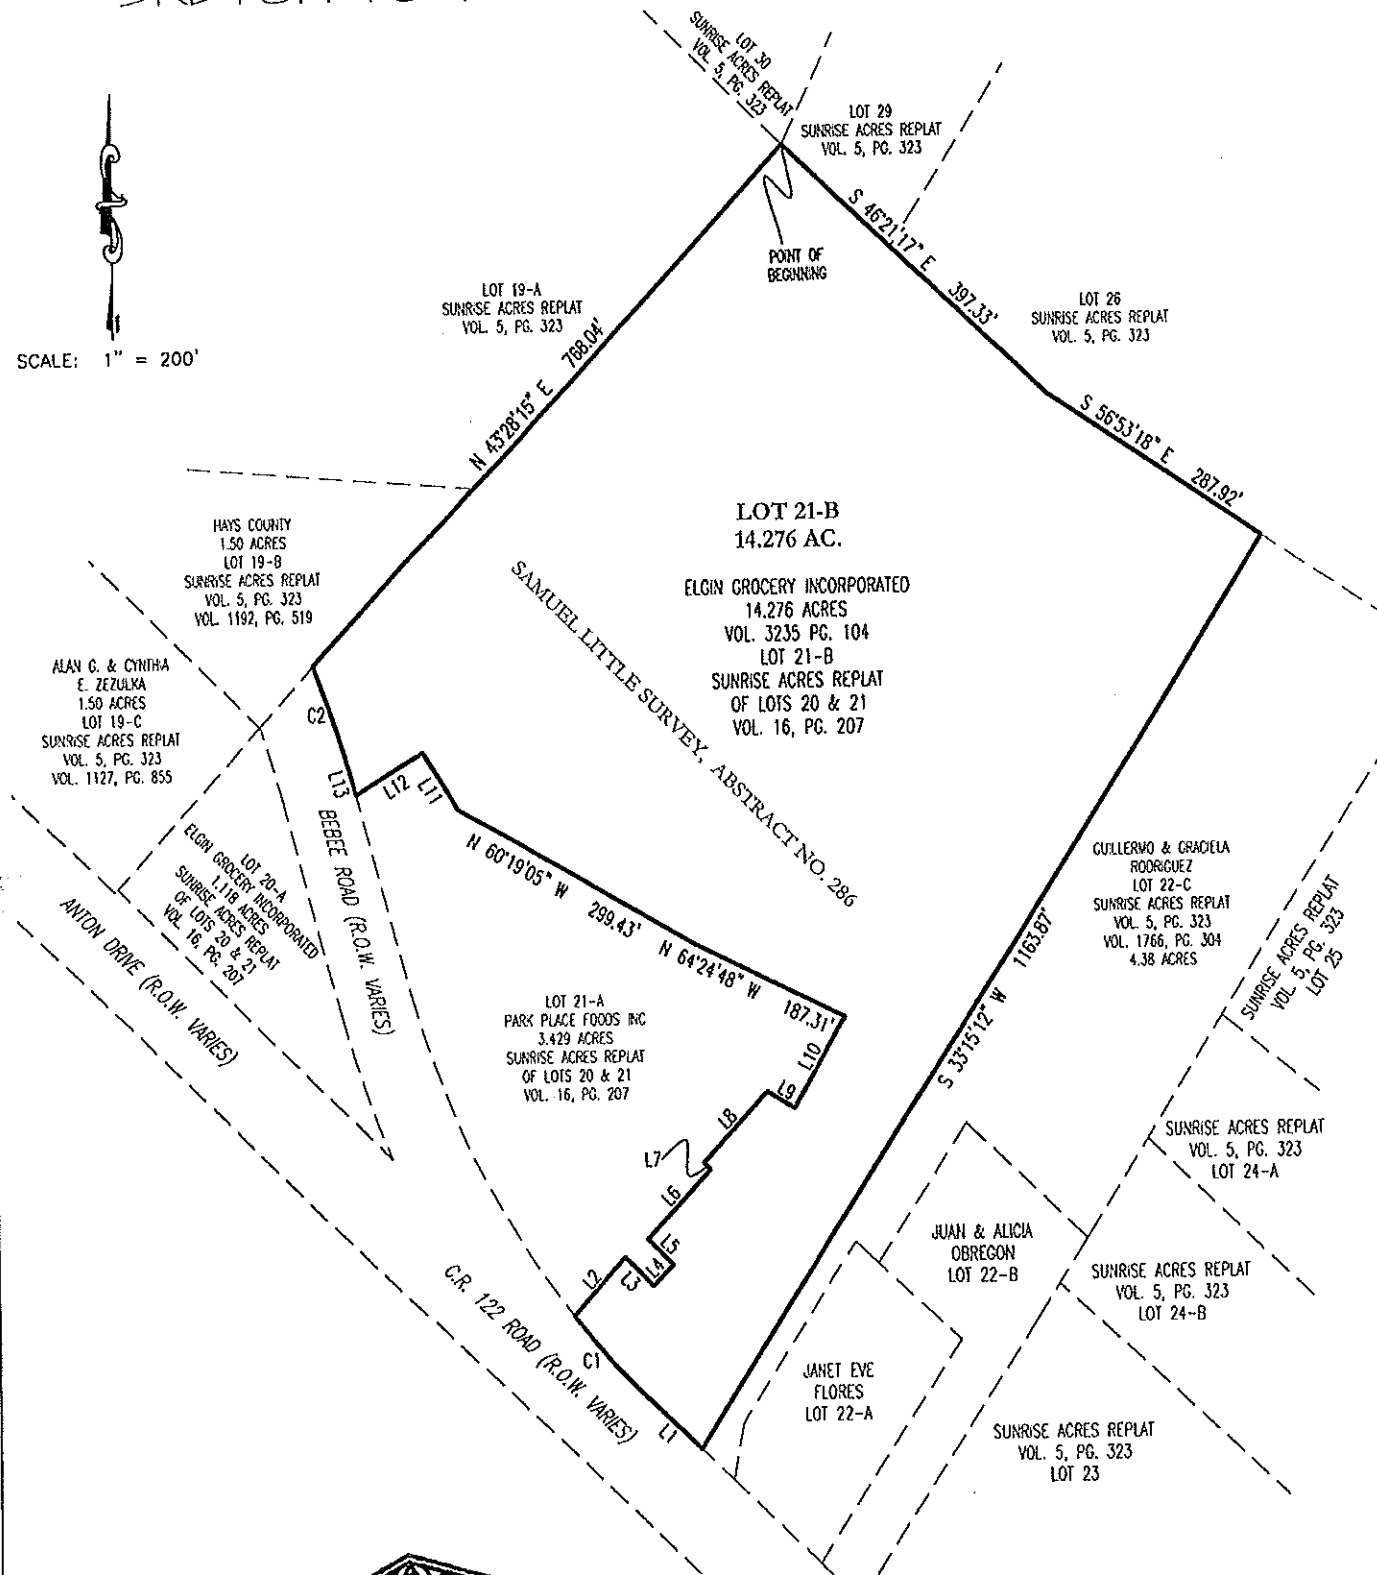 LOT 30
SUNRISE ACRES REPLAT
VOL. 5, PG. 323
LOT 29
SUNRISE ACRES REPLAT
VOL. 5, PG. 323
S 46°21'17" E 397.33'
POINT OF
BEGINNING
LOT 19-A
SUNRISE ACRES REPLAT
VOL. 5, PG. 323
N 43°28'15" E 768.04'
LOT 26
SUNRISE ACRES REPLAT
VOL. 5, PG. 323
SCALE: 1" = 200'
S 56°53'18" E 287.92'
HAYS COUNTY
1.50 ACRES
LOT 19-B
SUNRISE ACRES REPLAT
VOL. 5, PG. 323
VOL. 1192, PG. 519
LOT 21-B
14.276 AC.
ELGIN GROCERY INCORPORATED
14.276 ACRES
VOL. 3235 PG. 104
LOT 21-B
SUNRISE ACRES REPLAT
OF LOTS 20 & 21
VOL. 16, PG. 207
SAMUEL LITTLE SURVEY, ABSTRACT NO. 286
ALAN G. & CYNTHIA
E. ZEZULKA
1.50 ACRES
LOT 19-C
SUNRISE ACRES REPLAT
VOL. 5, PG. 323
VOL. 1127, PG. 855
C2
L13
L12
L11
BEBEE ROAD (R.O.W. VARIES)
N 60°19'05" W 299.43'
N 64°24'48" W 187.31'
LOT 20-A
ELGIN GROCERY INCORPORATED
1.118 ACRES
SUNRISE ACRES REPLAT
OF LOTS 20 & 21
VOL. 16, PG. 207
ANTON DRIVE (R.O.W. VARIES)
GUILLERMO & GRACIELA
RODRIGUEZ
LOT 22-C
SUNRISE ACRES REPLAT
VOL. 5, PG. 323
VOL. 1766, PG. 304
4.38 ACRES
S 33°15'12" W 1163.87'
SUNRISE ACRES REPLAT
VOL. 5, PG. 323
LOT 25
LOT 21-A
PARK PLACE FOODS INC
3.429 ACRES
SUNRISE ACRES REPLAT
OF LOTS 20 & 21
VOL. 16, PG. 207
L10
L9
L8
L7
L6
L5
L4
L3
L2
C1
L1
SUNRISE ACRES REPLAT
VOL. 5, PG. 323
LOT 24-A
JUAN & ALICIA
OBREGON
LOT 22-B
SUNRISE ACRES REPLAT
VOL. 5, PG. 323
LOT 24-B
C.R. 122 ROAD (R.O.W. VARIES)
JANET EVE
FLORES
LOT 22-A
SUNRISE ACRES REPLAT
VOL. 5, PG. 323
LOT 23